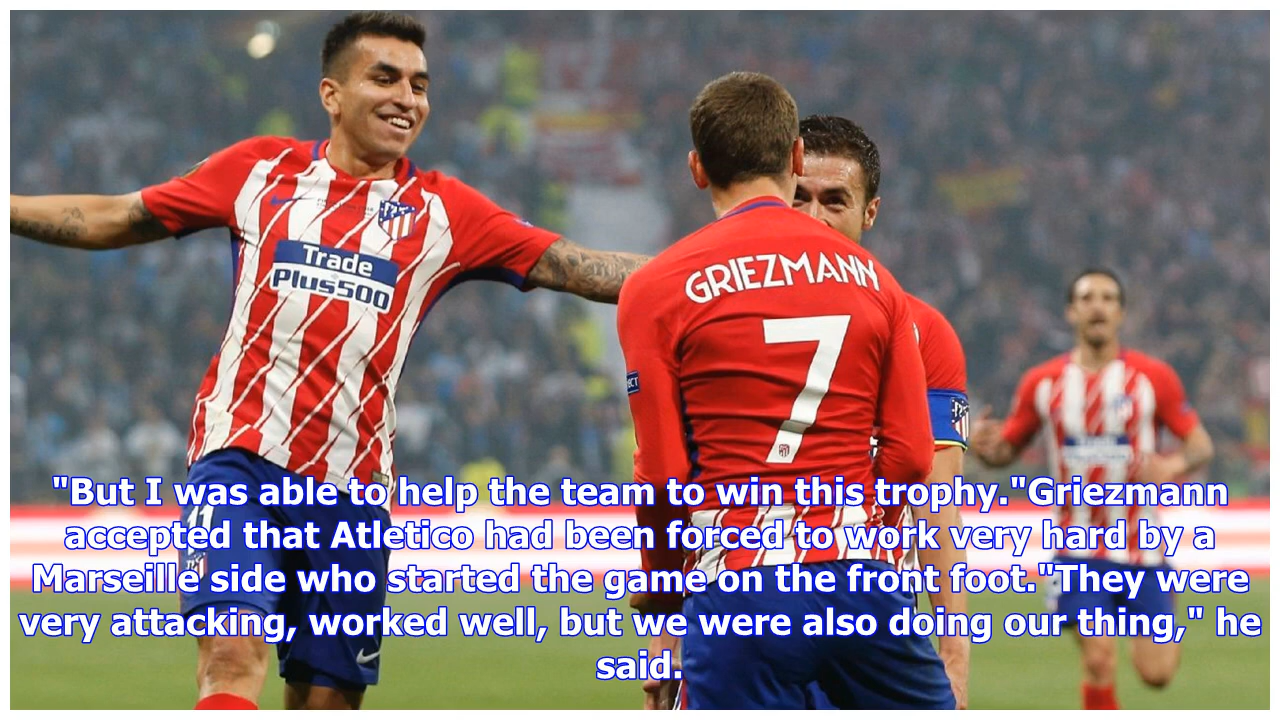 Trade
Plus500
GRIEZMANN
7
11
"But I was able to help the team to win this trophy."Griezmann
accepted that Atletico had been forced to work very hard by a
Marseille side who started the game on the front foot."They were
very attacking, worked well, but we were also doing our thing," he
said.